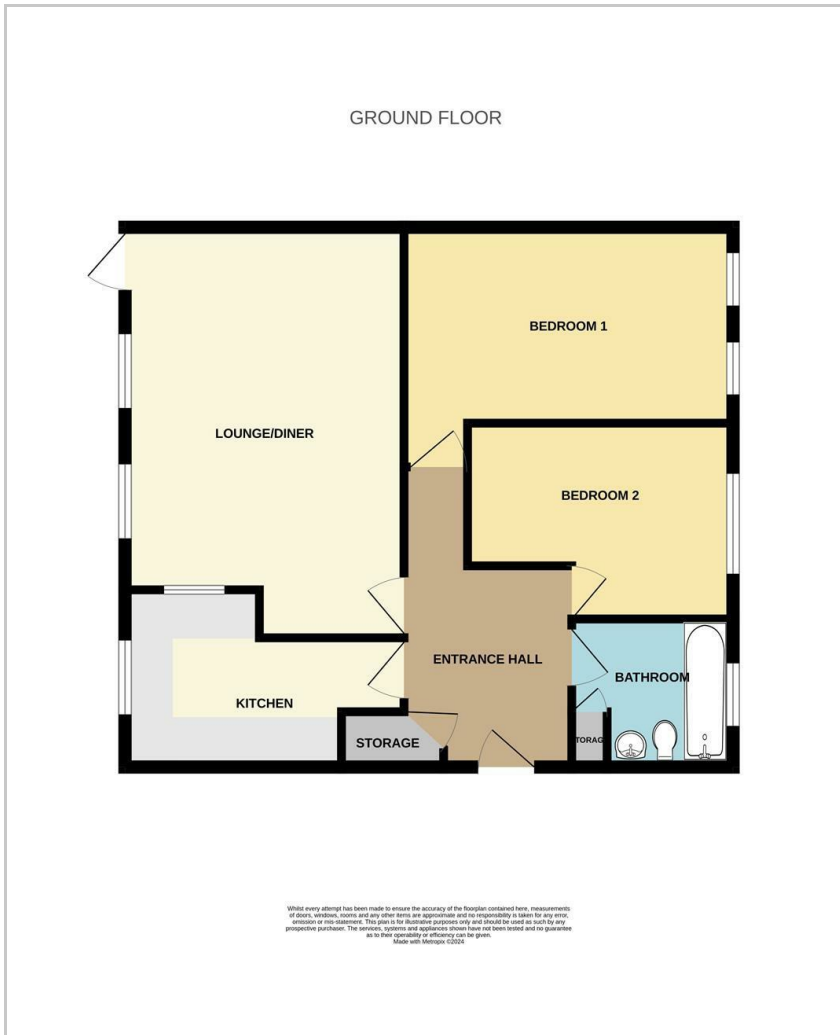 GROUND FLOOR
BEDROOM 1
LOUNGE/DINER
BEDROOM 2
ENTRANCE HALL
BATHROOM
KITCHEN
STORAGE
TORAG
Whilst every attempt has been made to ensure the accuracy of the floorplan contained here, measurements
of doors, windows, rooms and any other items are approximate and no responsibility is taken for any error,
omission or mis-statement. This plan is for illustrative purposes only and should be used as such by any
prospective purchaser. The services, systems and appliances shown have not been tested and no guarantee
as to their operability or efficiency can be given.
Made with Metropix ©2024